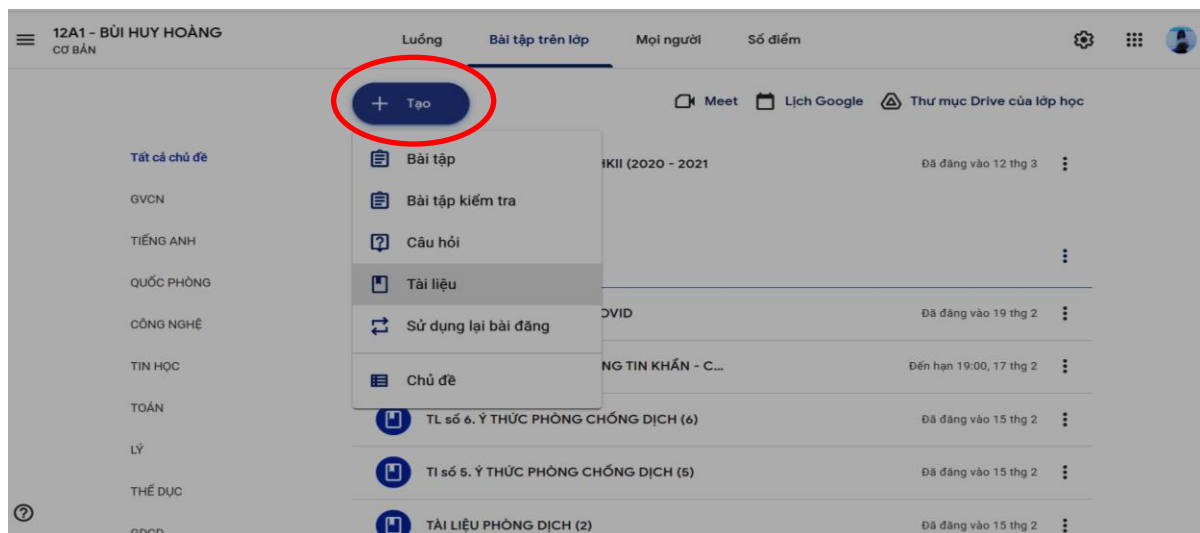 12A1 - BÙI HUY HOÀNG
CƠ BẢN
Luồng
Bài tập trên lớp
Mọi người
Số điểm
Tạo
Meet
Lịch Google
Thư mục Drive của lớp học
Tất cả chủ đề
GVCN
TIẾNG ANH
QUỐC PHÒNG
CÔNG NGHỆ
TIN HỌC
TOÁN
LÝ
THỂ DỤC
GDCD
Bài tập
Bài tập kiểm tra
Câu hỏi
Tài liệu
Sử dụng lại bài đăng
Chủ đề
HKII (2020 - 2021
Đã đăng vào 12 thg 3
OVID
Đã đăng vào 19 thg 2
NG TIN KHẨN - C...
Đến hạn 19:00, 17 thg 2
TL số 6. Ý THỨC PHÒNG CHỐNG DỊCH (6)
Đã đăng vào 15 thg 2
Tl số 5. Ý THỨC PHÒNG CHỐNG DỊCH (5)
Đã đăng vào 15 thg 2
TÀI LIỆU PHÒNG DỊCH (2)
Đã đăng vào 15 thg 2